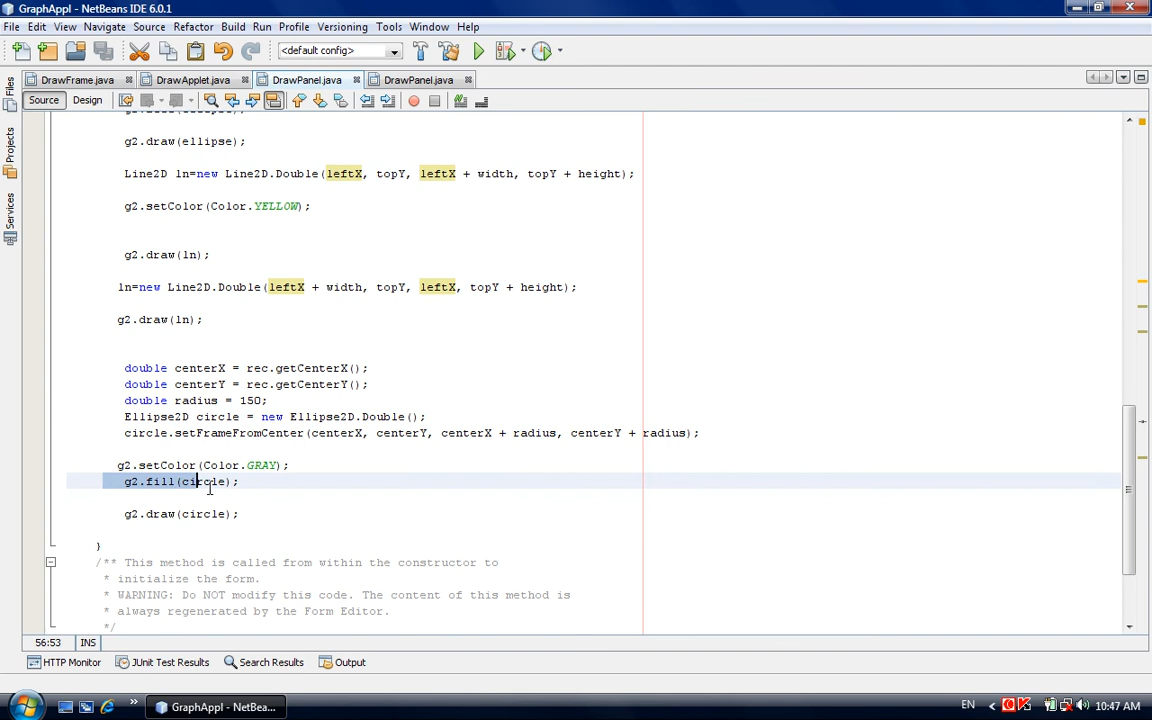 GraphAppl - NetBeans IDE 6.0.1
File Edit View Navigate Source Refactor Build Run Profile Versioning Tools Window Help
<default config>
DrawFrame.java DrawApplet.java DrawPanel.java DrawPanel.java
Source Design
Files
Projects
Services
g2.draw(ellipse);
Line2D ln=new Line2D.Double(leftX, topY, leftX + width, topY + height);
g2.setColor(Color.YELLOW);
g2.draw(ln);
ln=new Line2D.Double(leftX + width, topY, leftX, topY + height);
g2.draw(ln);
double centerX = rec.getCenterX();
double centerY = rec.getCenterY();
double radius = 150;
Ellipse2D circle = new Ellipse2D.Double();
circle.setFrameFromCenter(centerX, centerY, centerX + radius, centerY + radius);
g2.setColor(Color.GRAY);
g2.fill(circle);
g2.draw(circle);
}
/** This method is called from within the constructor to
* initialize the form.
* WARNING: Do NOT modify this code. The content of this method is
* always regenerated by the Form Editor.
*/
56:53 INS
HTTP Monitor JUnit Test Results Search Results Output
GraphAppl - NetBea... EN 10:47 AM